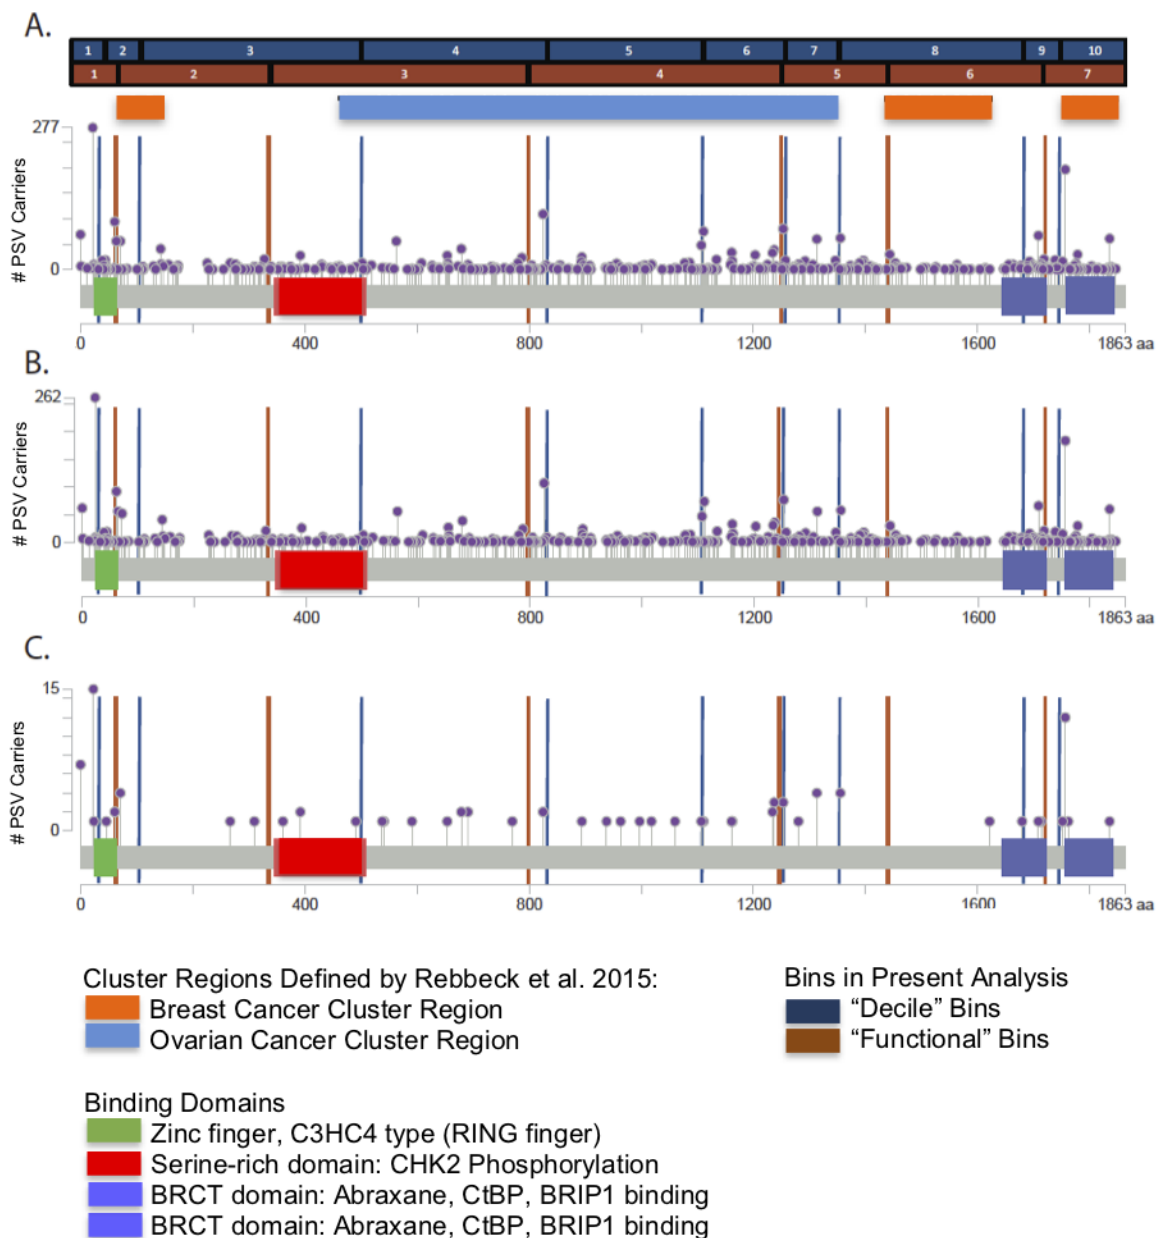 A.
1 2 3 4 5 6 7 8 9 10
1 2 3 4 5 6 7
277
0
# PSV Carriers
0 400 800 1200 1600 1863 aa
B.
262
0
# PSV Carriers
0 400 800 1200 1600 1863 aa
C.
15
0
# PSV Carriers
0 400 800 1200 1600 1863 aa
Cluster Regions Defined by Rebbeck et al. 2015:
Breast Cancer Cluster Region
Ovarian Cancer Cluster Region
Bins in Present Analysis
“Decile” Bins
“Functional” Bins
Binding Domains
Zinc finger, C3HC4 type (RING finger)
Serine-rich domain: CHK2 Phosphorylation
BRCT domain: Abraxane, CtBP, BRIP1 binding
BRCT domain: Abraxane, CtBP, BRIP1 binding